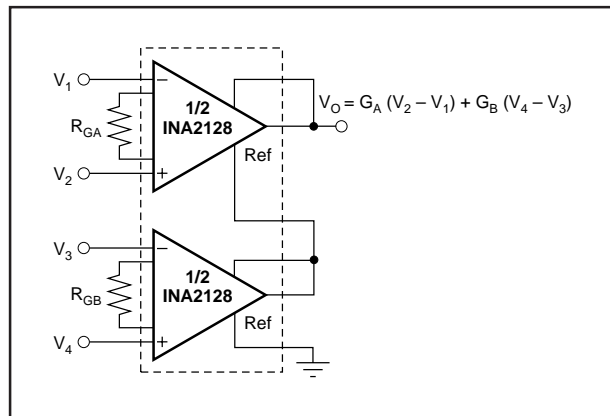 V1
−
1/2
INA2128
VO = GA (V2 – V1) + GB (V4 – V3)
RGA
Ref
V2
+
V3
−
1/2
INA2128
RGB
Ref
V4
+